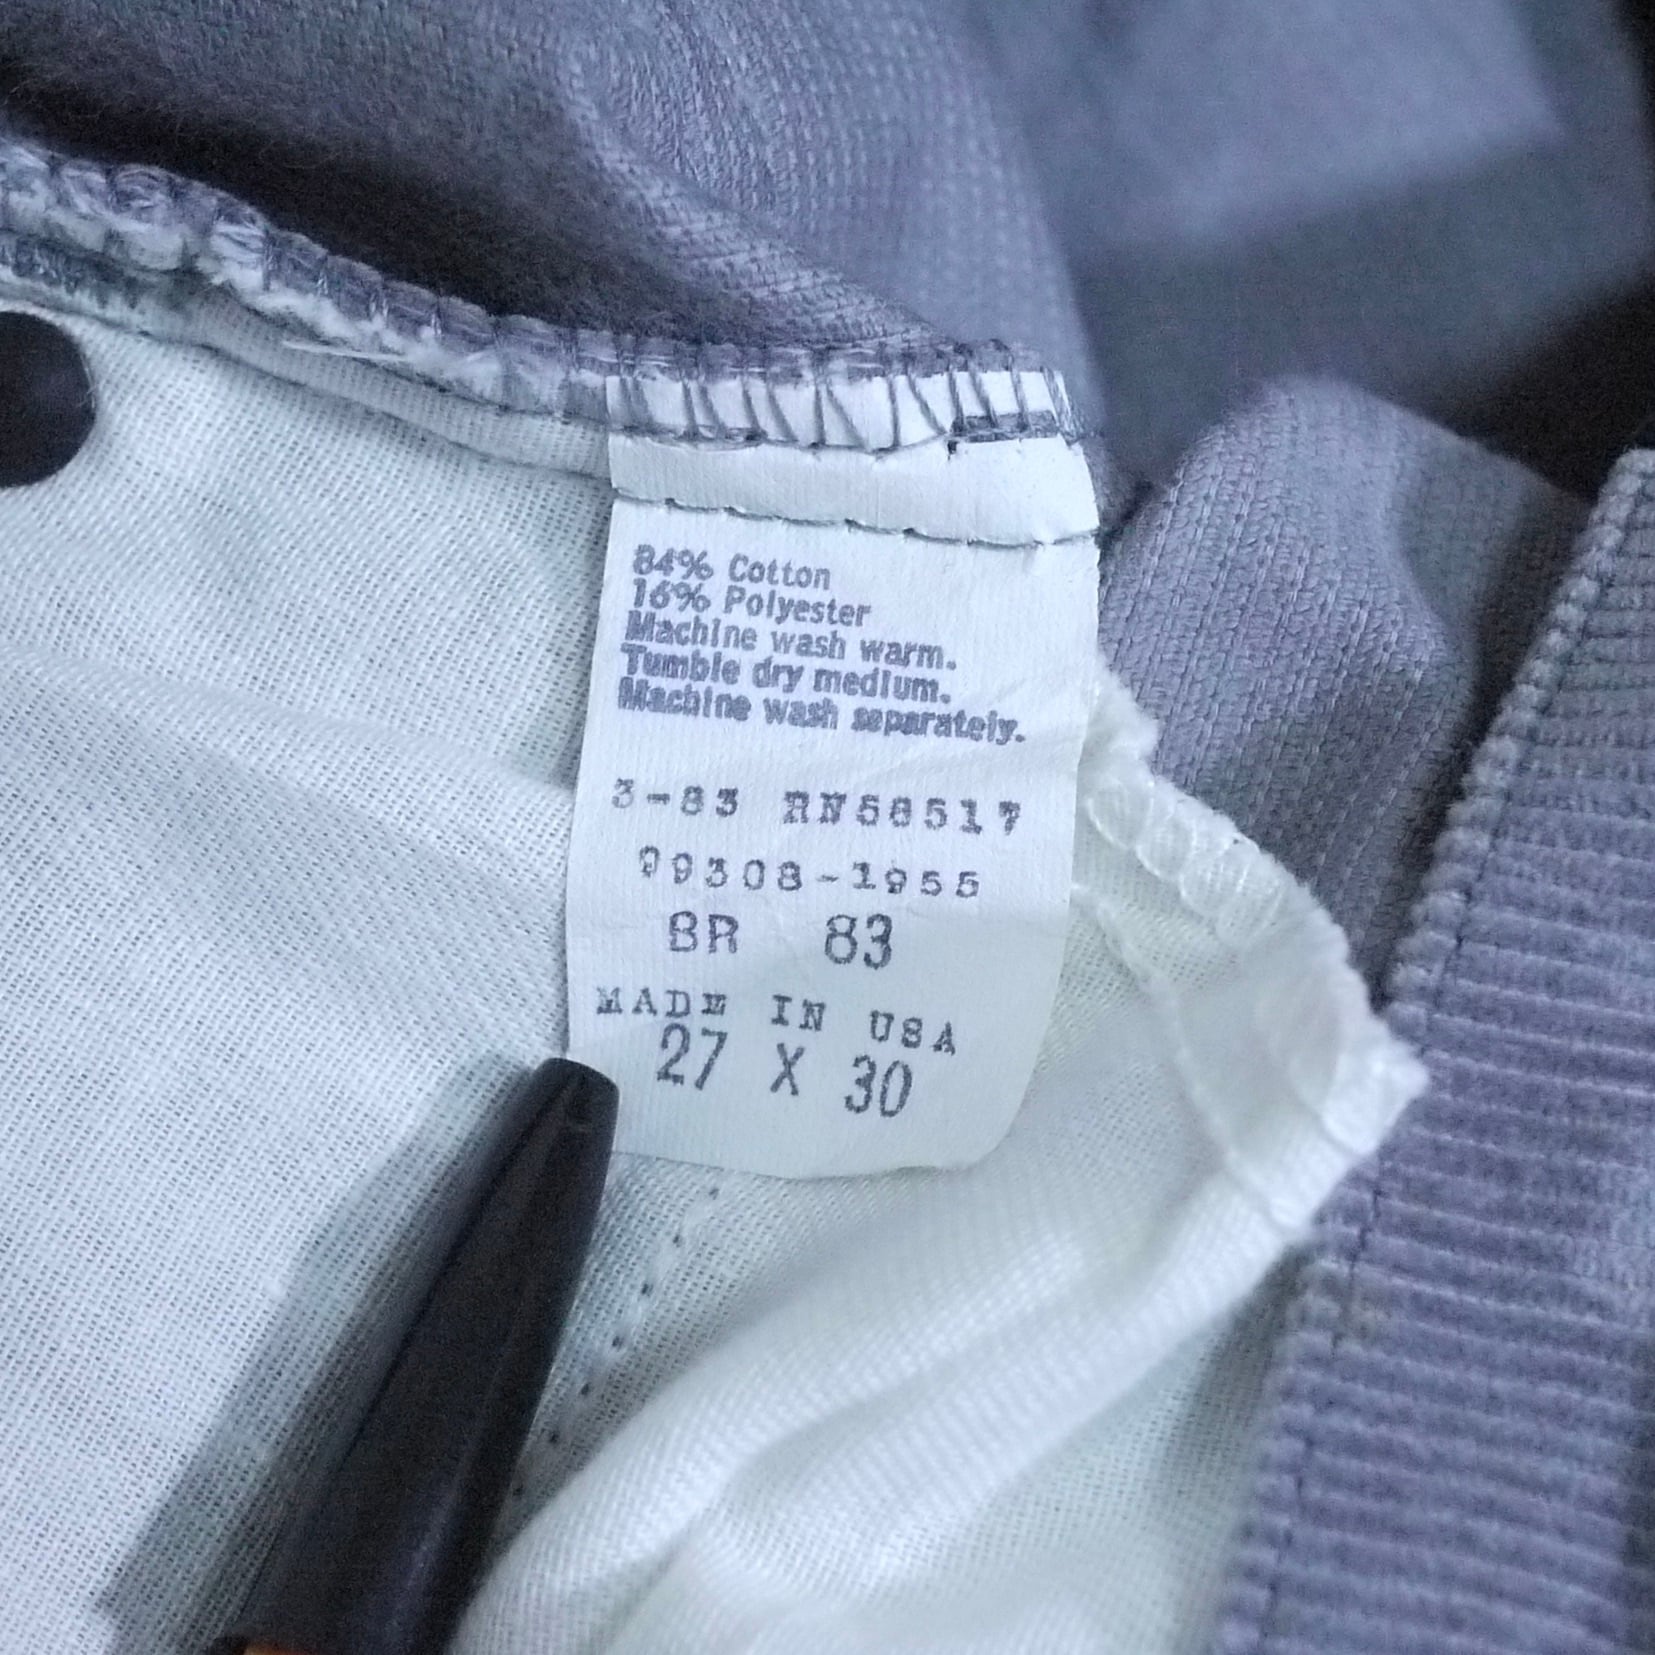 84% Cotton
16% Polyester
Machine wash warm.
Tumble dry medium.
Machine wash separately.
3-83 RN58517
99308-1955
8R 83
MADE IN USA
27 X 30